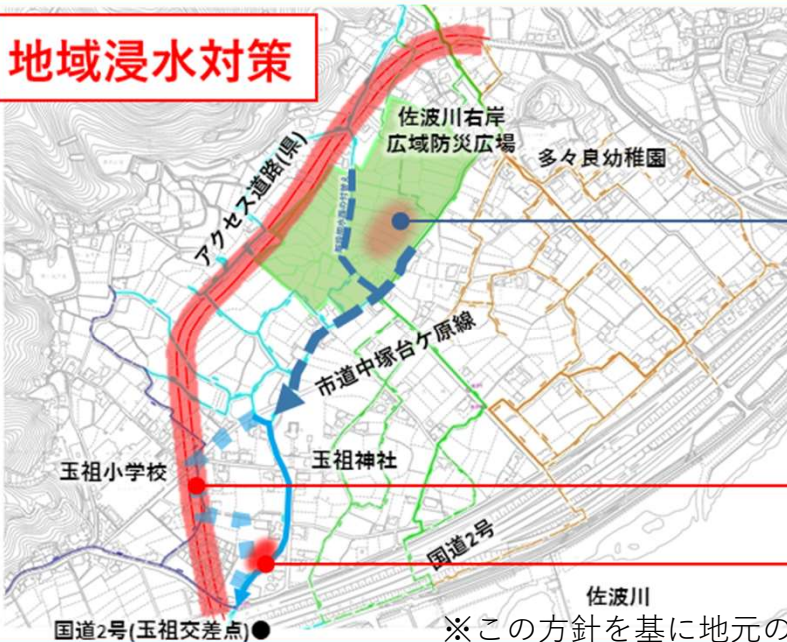 地域浸水対策
佐波川右岸
広域防災広場
多々良幼稚園
アクセス道路(県)
市道中塚台ケ原線
玉祖小学校
玉祖神社
国道2号
佐波川
国道2号(玉祖交差点)●
※この方針を基に地元の